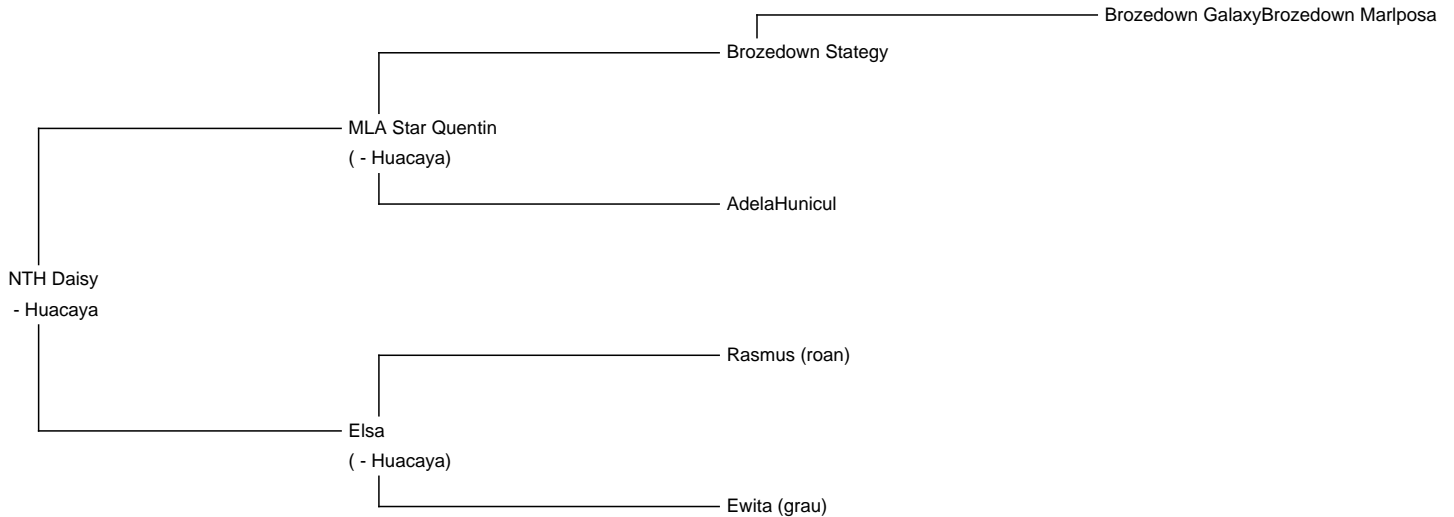 Brozedown GalaxyBrozedown Marlposa
Brozedown Stategy
MLA Star Quentin
( - Huacaya)
AdelaHunicul
NTH Daisy
- Huacaya
Rasmus (roan)
Elsa
( - Huacaya)
Ewita (grau)